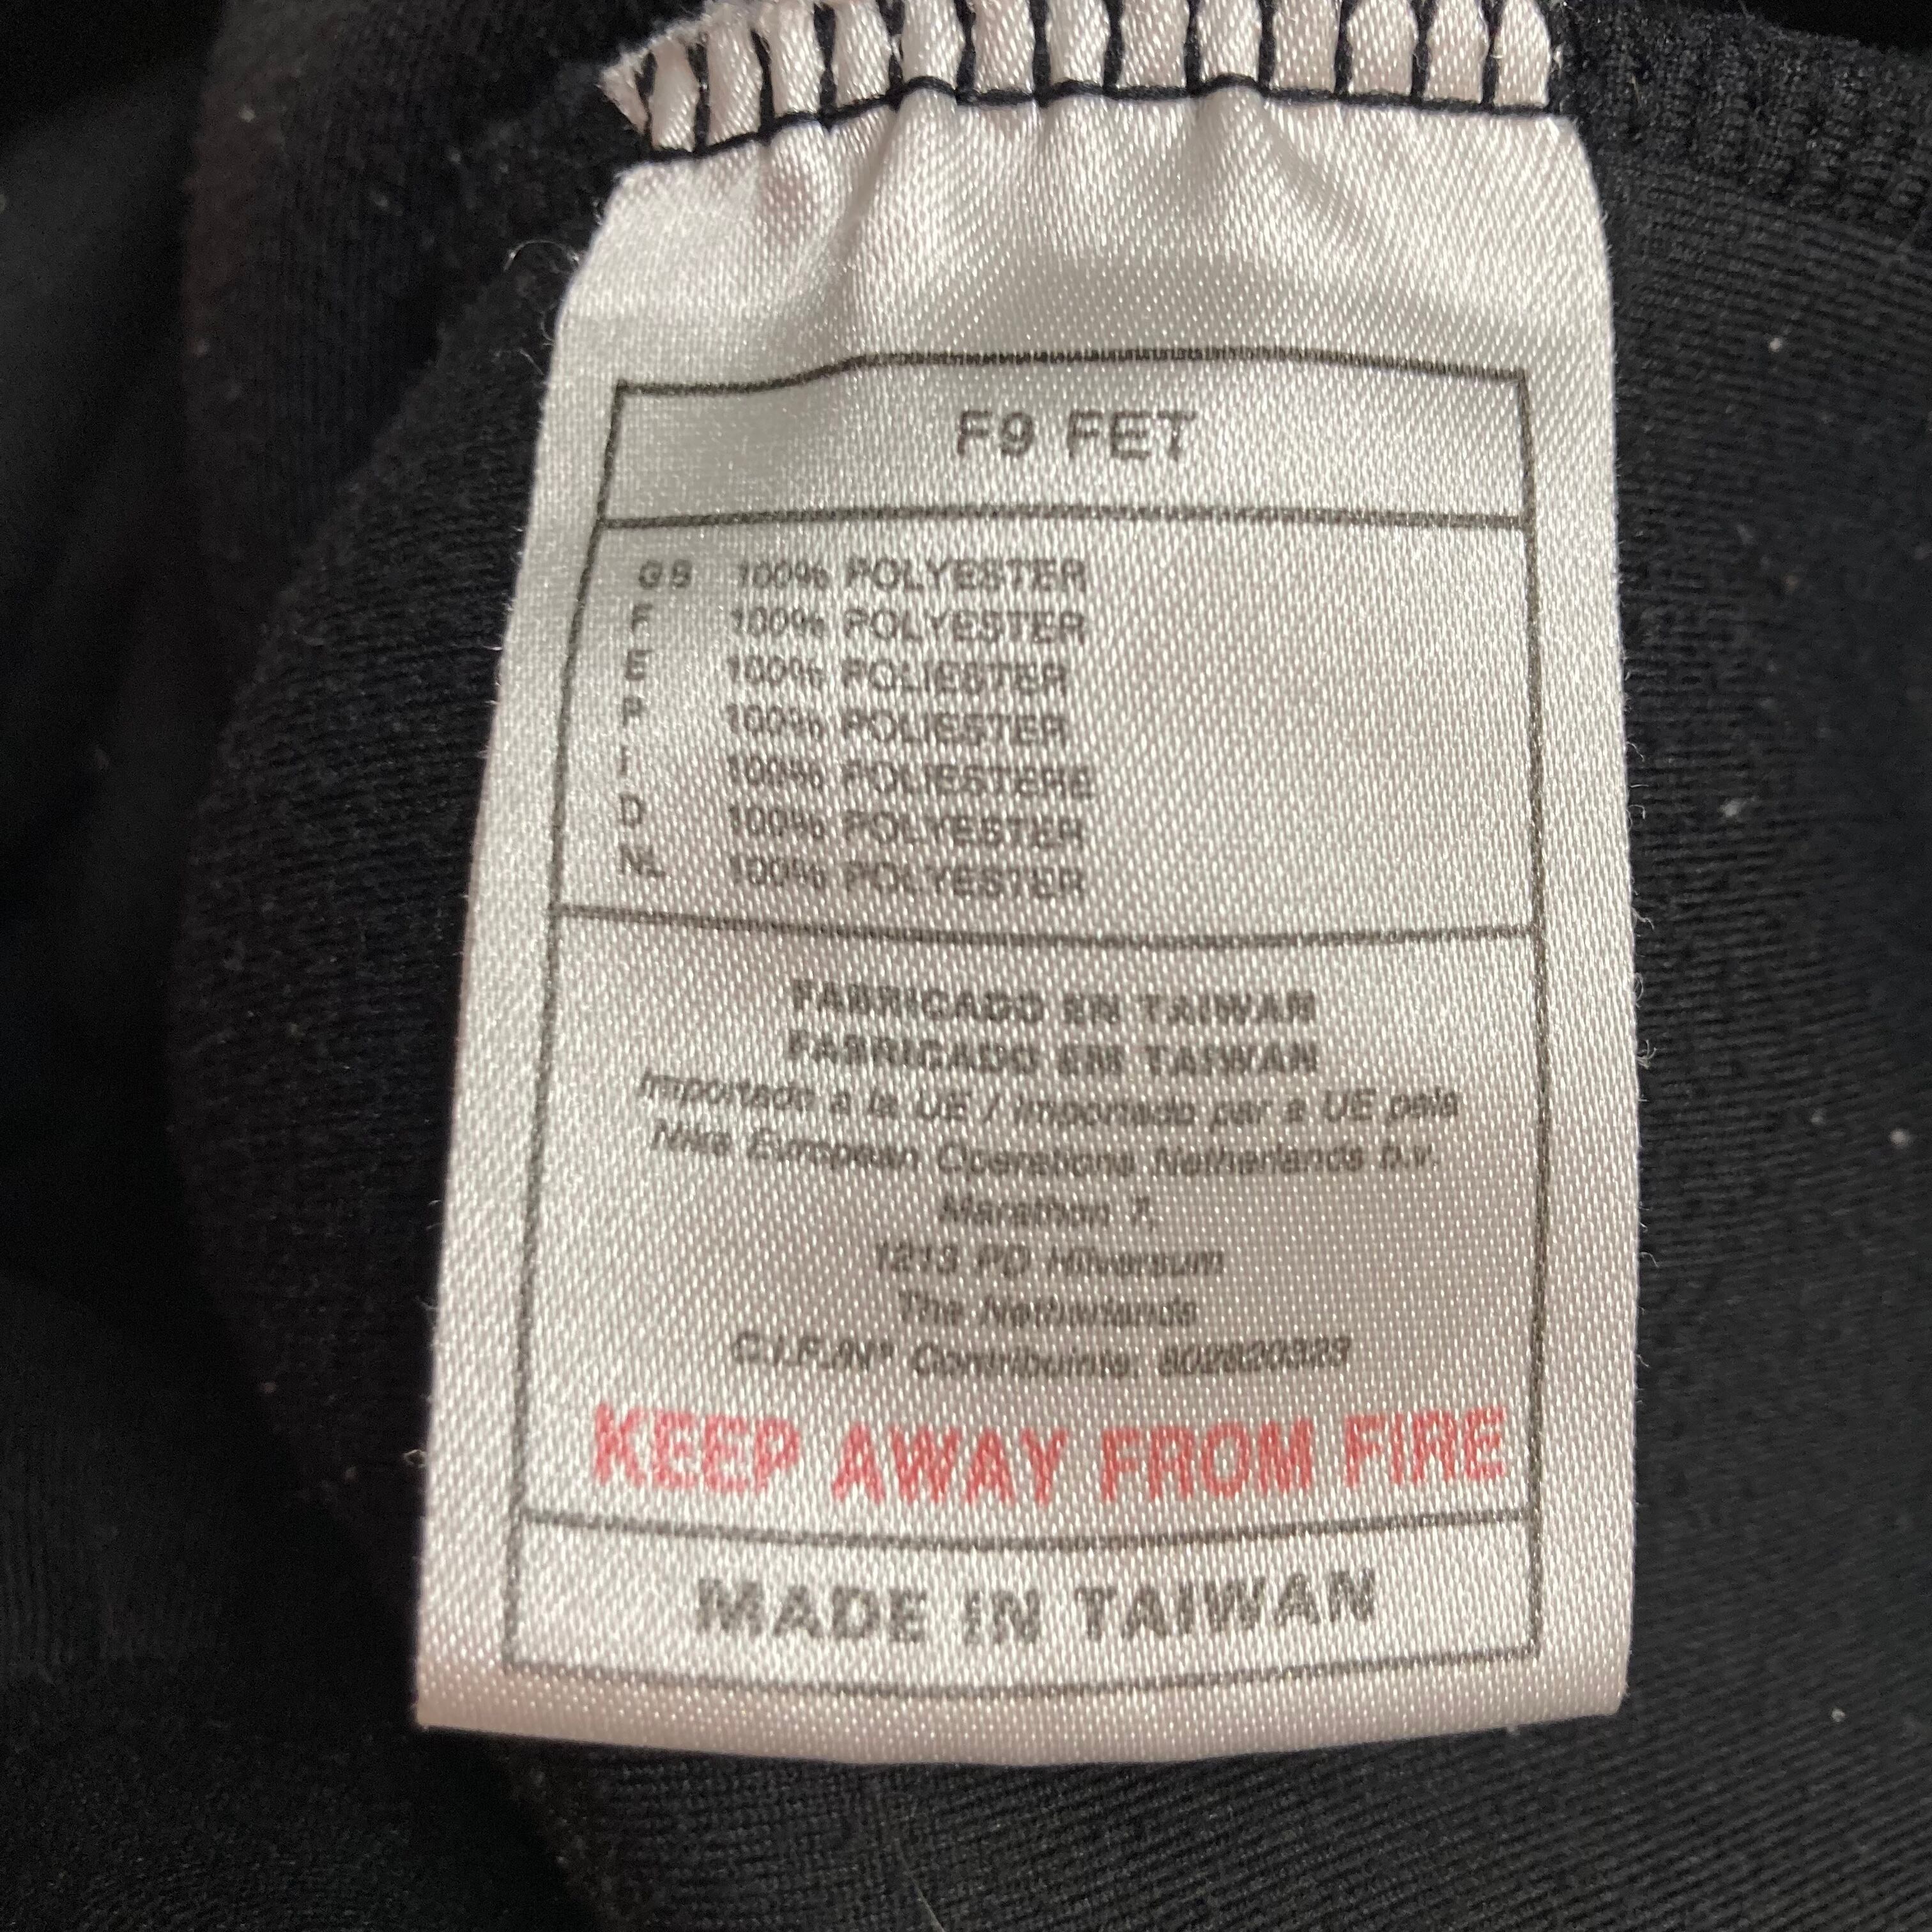 F9 FET
GB 100% POLYESTER
F 100% POLYESTER
E 100% POLIESTER
P 100% POLIESTER
I 100% POLIESTERE
D 100% POLYESTER
NL 100% POLYESTER
FABRICADO EN TAIWAN
FABRICADO EM TAIWAN
Importado a la UE / Importado par a UE pela
Nike European Operations Netherlands b.v.
Marathon 7.
1213 PD Hilversum
The Netherlands
C.I.F./N° Contribuinte:
KEEP AWAY FROM FIRE
MADE IN TAIWAN